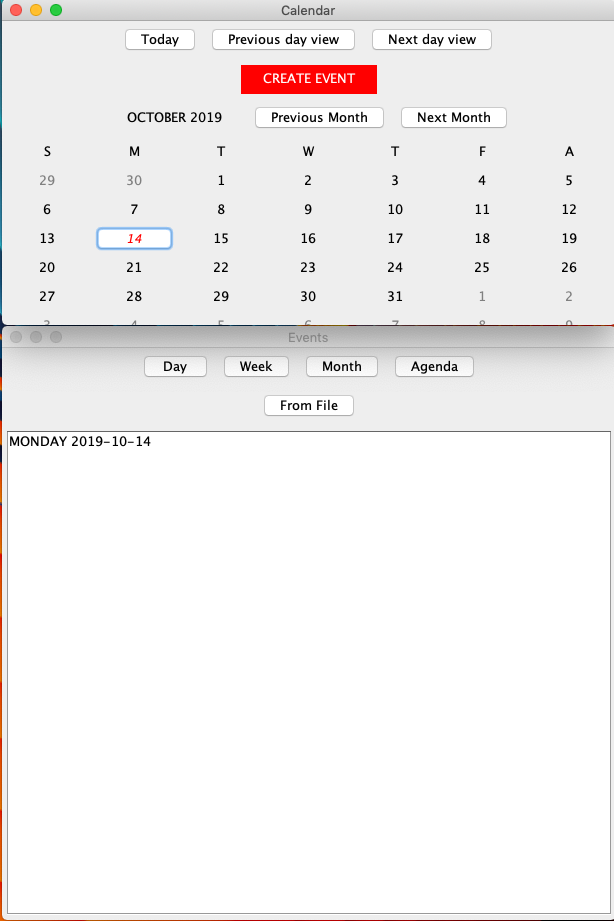 Calendar
Today Previous day view Next day view
CREATE EVENT
OCTOBER 2019 Previous Month Next Month
S M T W T F A
29 30 1 2 3 4 5
6 7 8 9 10 11 12
13 14 15 16 17 18 19
20 21 22 23 24 25 26
27 28 29 30 31 1 2
3 4 5 6 7 8 9
Events
Day Week Month Agenda
From File
MONDAY 2019-10-14